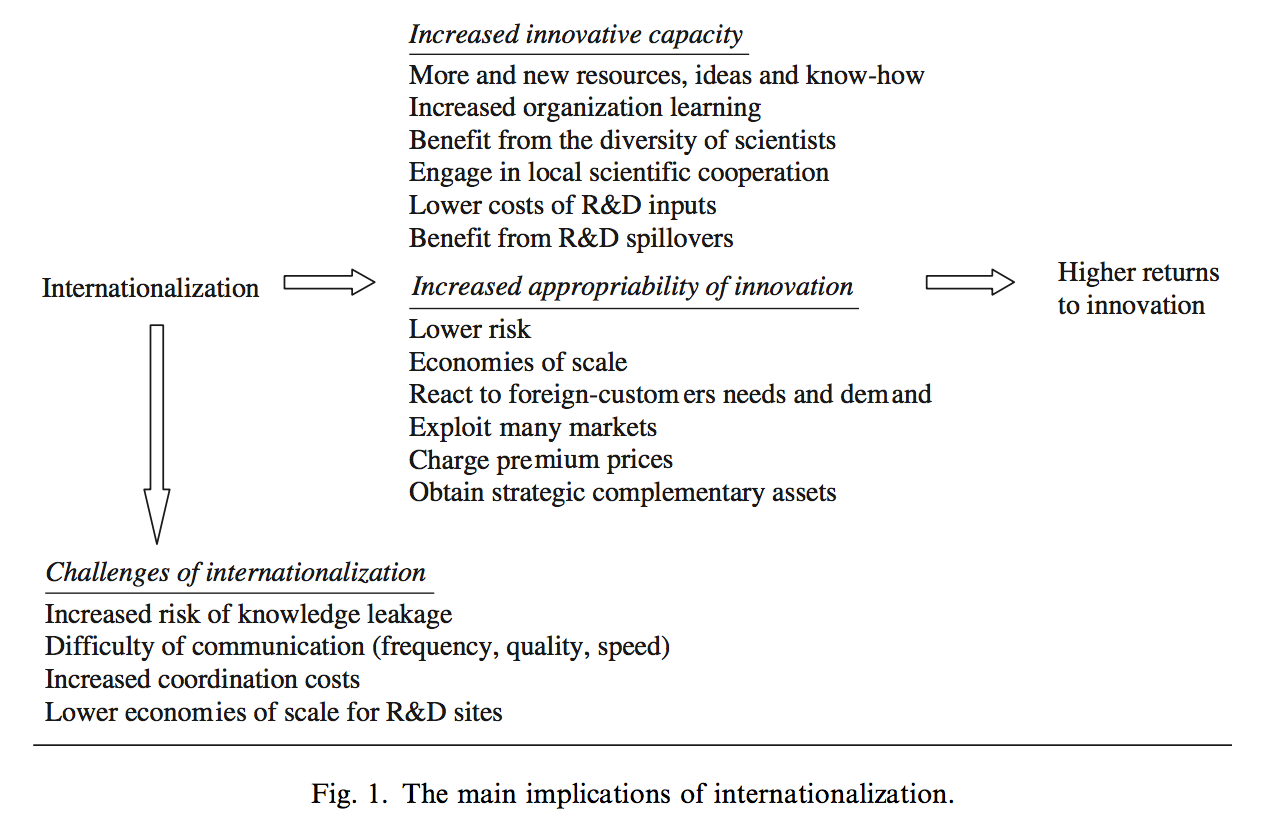 Increased innovative capacity
More and new resources, ideas and know-how
Increased organization learning
Benefit from the diversity of scientists
Engage in local scientific cooperation
Lower costs of R&D inputs
Benefit from R&D spillovers
Internationalization
Increased appropriability of innovation
Lower risk
Economies of scale
React to foreign-customers needs and demand
Exploit many markets
Charge premium prices
Obtain strategic complementary assets
Higher returns
to innovation
Challenges of internationalization
Increased risk of knowledge leakage
Difficulty of communication (frequency, quality, speed)
Increased coordination costs
Lower economies of scale for R&D sites
Fig. 1. The main implications of internationalization.